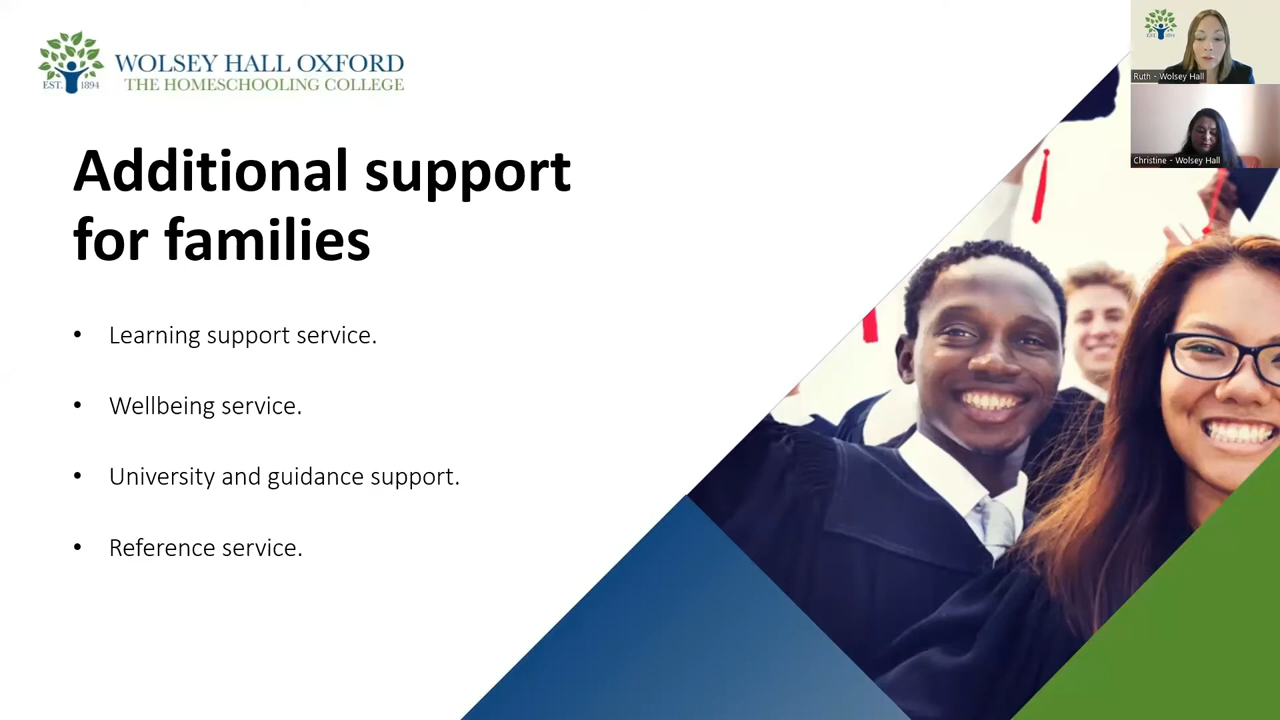 WOLSEY HALL OXFORD
EST. 1894 THE HOMESCHOOLING COLLEGE
Additional support
for families
• Learning support service.
• Wellbeing service.
• University and guidance support.
• Reference service.
Ruth - Wolsey Hall
Christine - Wolsey Hall